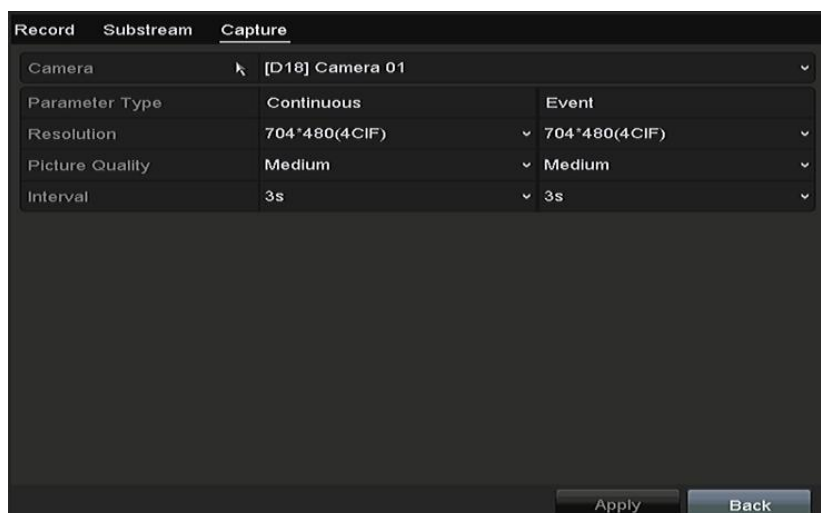 Record Substream Capture
Camera [D18] Camera 01
Parameter Type Continuous Event
Resolution 704*480(4CIF) 704*480(4CIF)
Picture Quality Medium Medium
Interval 3s 3s
Apply Back